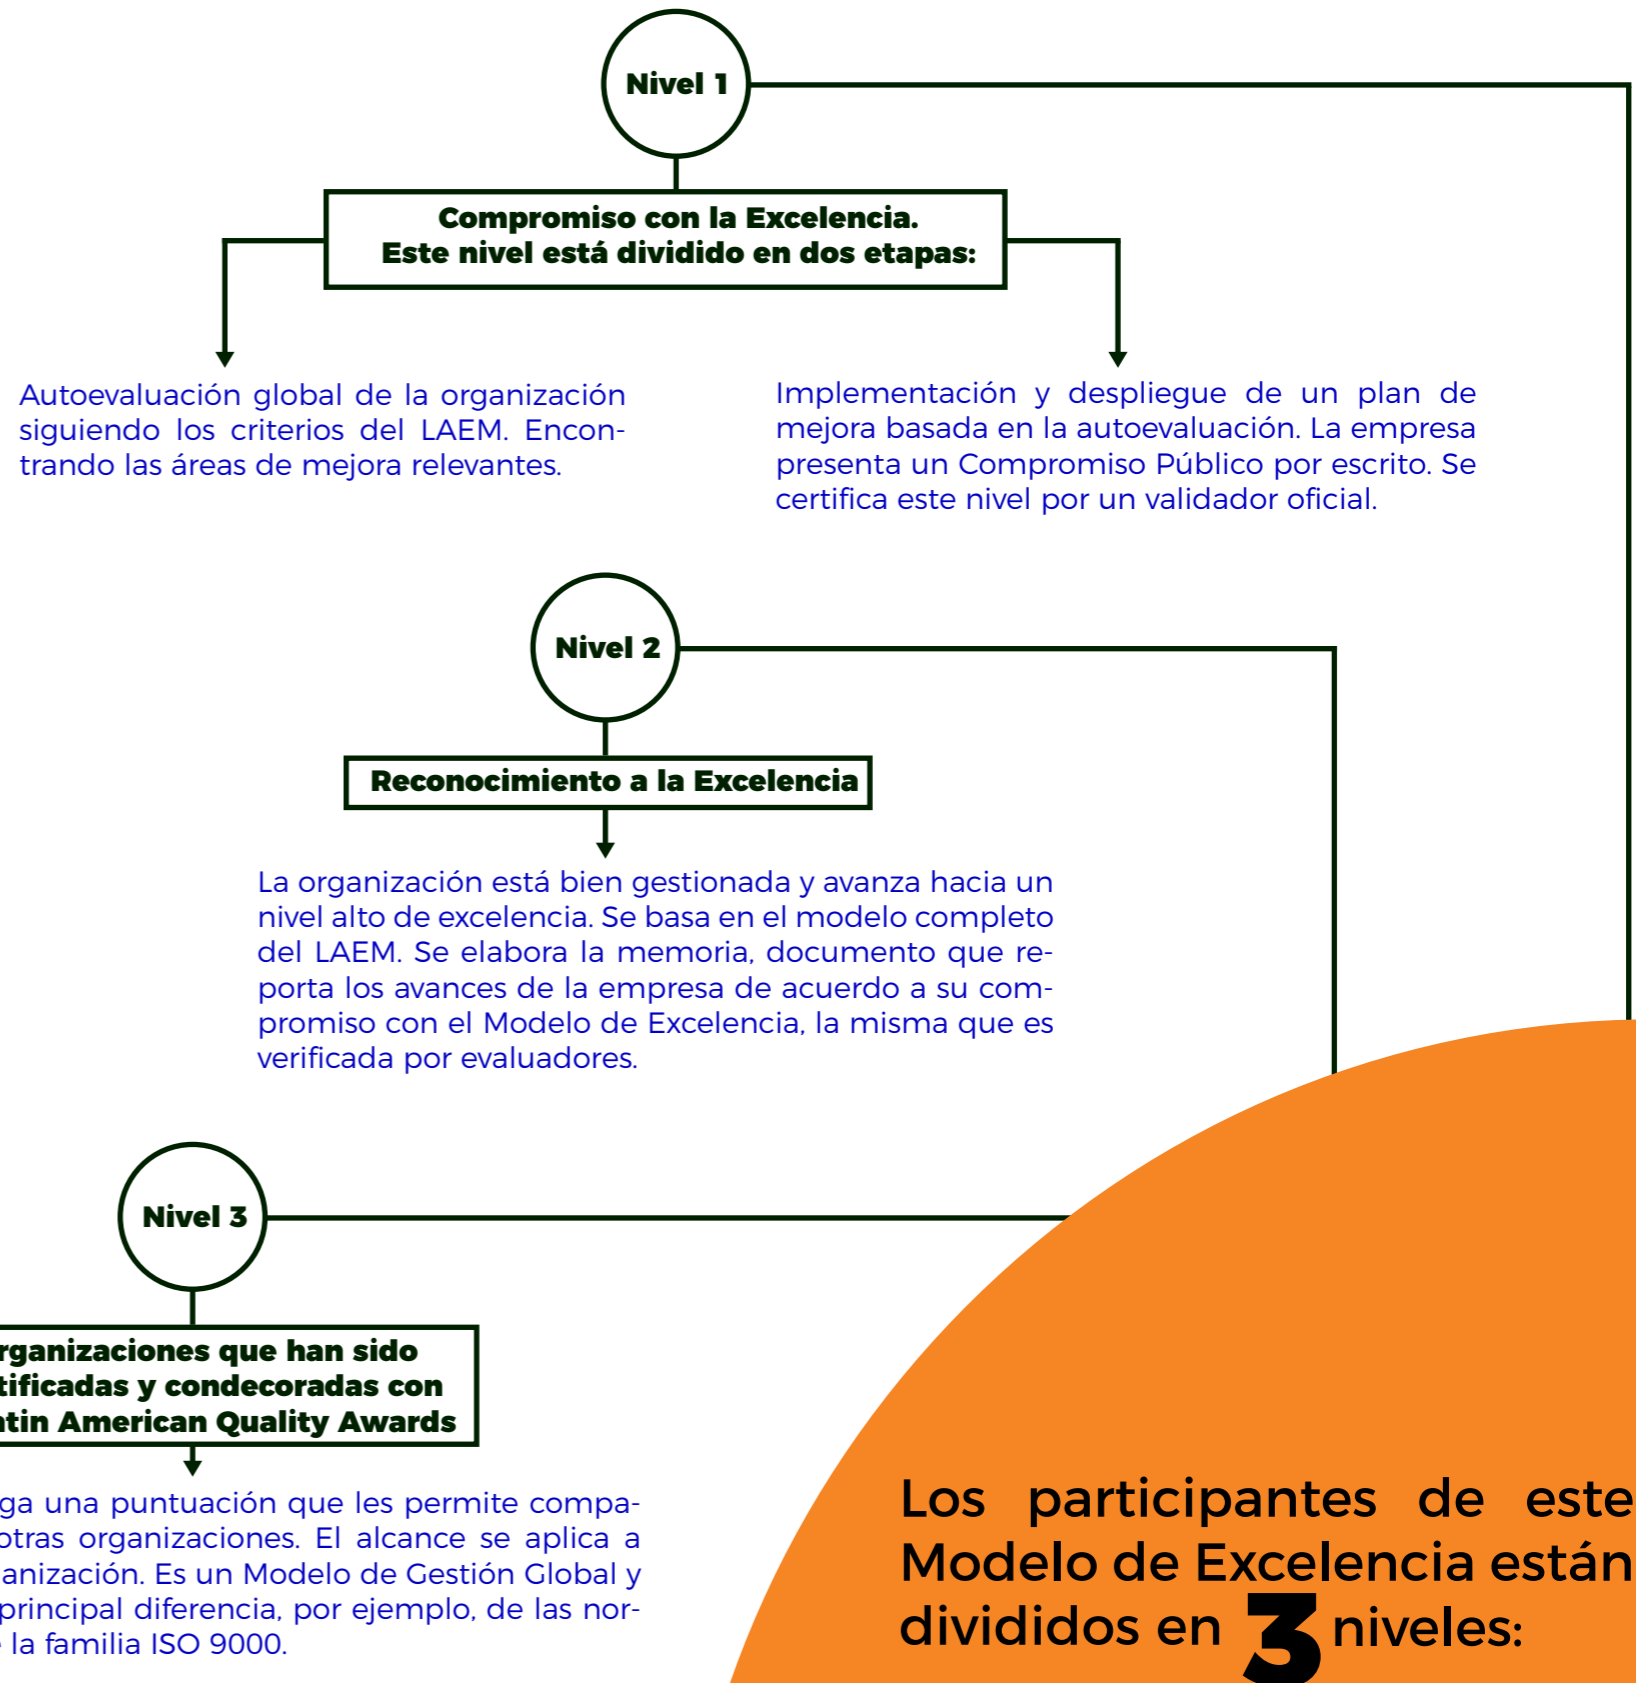 Nivel 1
Compromiso con la Excelencia.
Este nivel está dividido en dos etapas:
Autoevaluación global de la organización
siguiendo los criterios del LAEM. Encon-
trando las áreas de mejora relevantes.
Implementación y despliegue de un plan de
mejora basada en la autoevaluación. La empresa
presenta un Compromiso Público por escrito. Se
certifica este nivel por un validador oficial.
Nivel 2
Reconocimiento a la Excelencia
La organización está bien gestionada y avanza hacia un
nivel alto de excelencia. Se basa en el modelo completo
del LAEM. Se elabora la memoria, documento que re-
porta los avances de la empresa de acuerdo a su com-
promiso con el Modelo de Excelencia, la misma que es
verificada por evaluadores.
Nivel 3
rganizaciones que han sido
tificadas y condecoradas con
atin American Quality Awards
ga una puntuación que les permite compa-
otras organizaciones. El alcance se aplica a
anización. Es un Modelo de Gestión Global y
principal diferencia, por ejemplo, de las nor-
la familia ISO 9000.
Los participantes de este
Modelo de Excelencia están
divididos en 3 niveles: